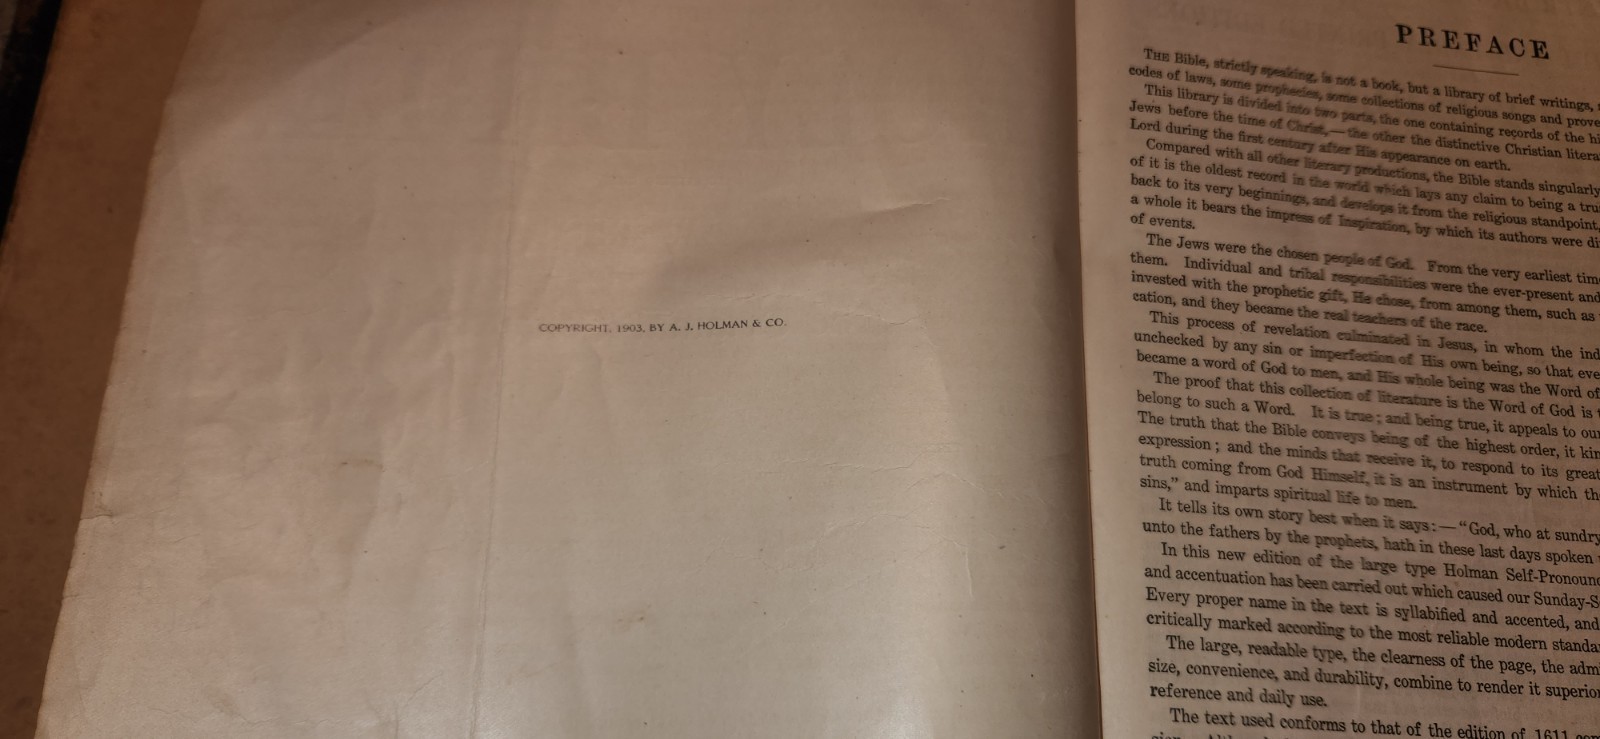 COPYRIGHT, 1903, BY A. J. HOLMAN & CO.
PREFACE
THE Bible, strictly speaking, is not a book, but a library of brief writings,
codes of laws, some prophecies, some collections of religious songs and prove
This library is divided into two parts, the one containing records of the hi
Jews before the time of Christ,—the other the distinctive Christian litera
Lord during the first century after His appearance on earth.
Compared with all other literary productions, the Bible stands singularly
of it is the oldest record in the world which lays any claim to being a tru
back to its very beginnings, and develops it from the religious standpoint,
a whole it bears the impress of Inspiration, by which its authors were di
of events.
The Jews were the chosen people of God. From the very earliest tim
them. Individual and tribal responsibilities were the ever-present and
invested with the prophetic gift, He chose, from among them, such as
cation, and they became the real teachers of the race.
This process of revelation culminated in Jesus, in whom the ind
unchecked by any sin or imperfection of His own being, so that eve
became a word of God to men, and His whole being was the Word of
The proof that this collection of literature is the Word of God is
belong to such a Word. It is true; and being true, it appeals to our
The truth that the Bible conveys being of the highest order, it kin
expression; and the minds that receive it, to respond to its great
truth coming from God Himself, it is an instrument by which th
sins,” and imparts spiritual life to men.
It tells its own story best when it says:—“God, who at sundry
unto the fathers by the prophets, hath in these last days spoken
In this new edition of the large type Holman Self-Pronounc
and accentuation has been carried out which caused our Sunday-S
Every proper name in the text is syllabified and accented, and
critically marked according to the most reliable modern standa
The large, readable type, the clearness of the page, the adm
size, convenience, and durability, combine to render it superior
reference and daily use.
The text used conforms to that of the edition of 1611